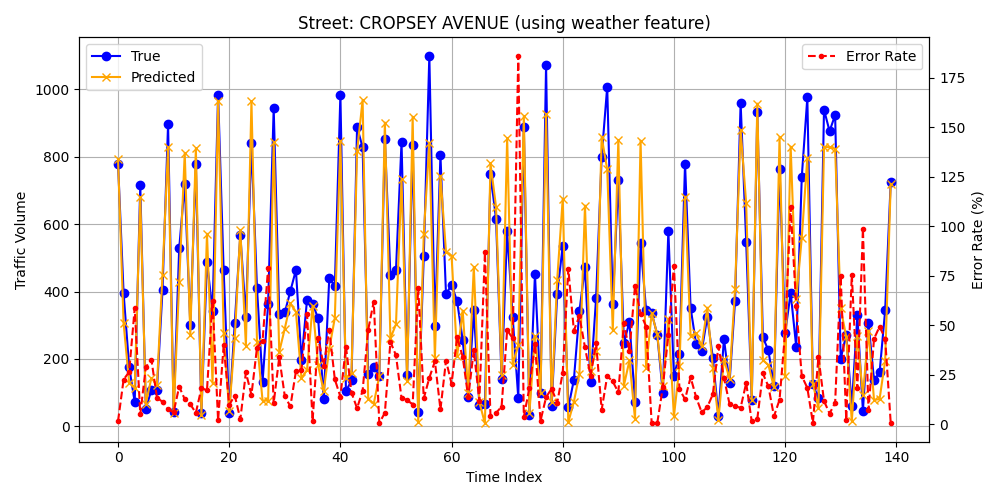 Street: CROPSEY AVENUE (using weather feature)
True
Predicted
Error Rate
Traffic Volume
1000
800
600
400
200
0
175
150
125
100
75
50
25
0
Error Rate (%)
0 20 40 60 80 100 120 140
Time Index